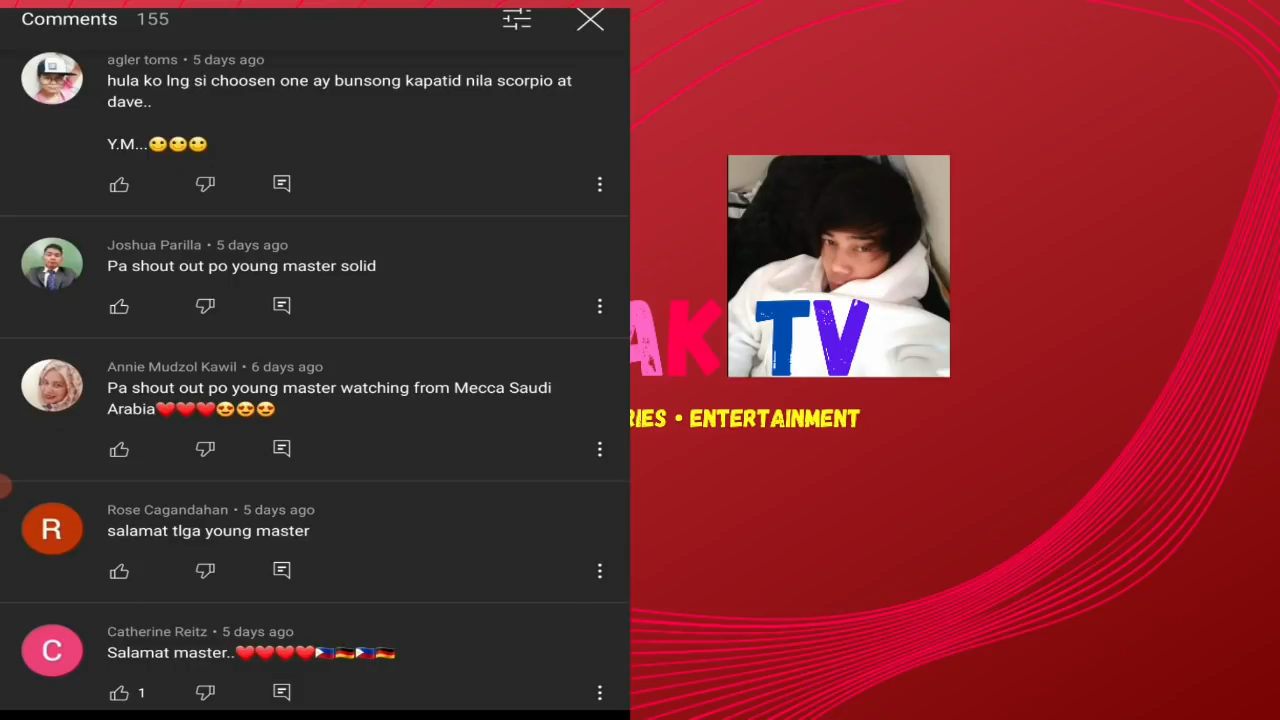 Comments 155
agler toms • 5 days ago
hula ko lng si choosen one ay bunsong kapatid nila scorpio at
dave..
Y.M...😶😶😶
Joshua Parilla • 5 days ago
Pa shout out po young master solid
Annie Mudzol Kawil • 6 days ago
Pa shout out po young master watching from Mecca Saudi
Arabia❤️❤️❤️😍😍😍
R
Rose Cagandahan • 5 days ago
salamat tlga young master
C
Catherine Reitz • 5 days ago
Salamat master..❤️❤️❤️❤️🇵🇭🇩🇪🇵🇭🇩🇪
1
AK TV
RIES • ENTERTAINMENT